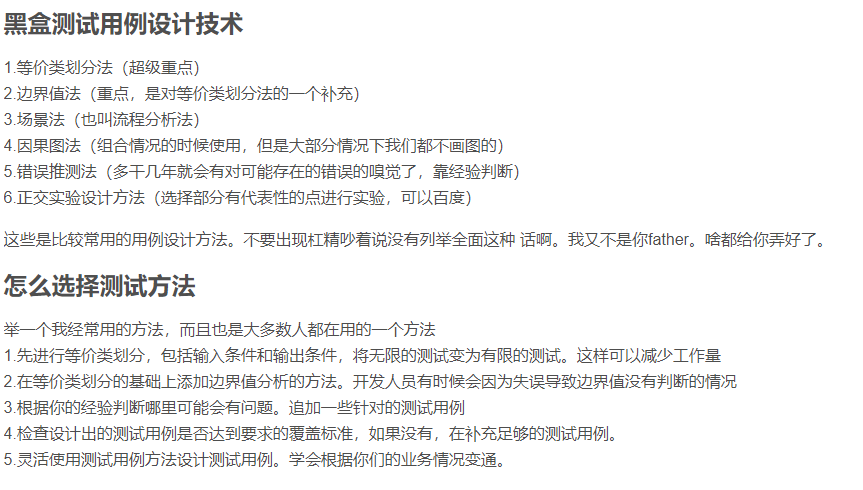 黑盒测试用例设计技术
1.等价类划分法（超级重点）
2.边界值法（重点，是对等价类划分法的一个补充）
3.场景法（也叫流程分析法）
4.因果图法（组合情况的时候使用，但是大部分情况下我们都不画图的）
5.错误推测法（多干几年就会有对可能存在的错误的嗅觉了，靠经验判断）
6.正交实验设计方法（选择部分有代表性的点进行实验，可以百度）
这些是比较常用的用例设计方法。不要出现杠精吵着说没有列举全面这种 话啊。我又不是你father。啥都给你弄好了。
怎么选择测试方法
举一个我经常用的方法，而且也是大多数人都在用的一个方法
1.先进行等价类划分，包括输入条件和输出条件，将无限的测试变为有限的测试。这样可以减少工作量
2.在等价类划分的基础上添加边界值分析的方法。开发人员有时候会因为失误导致边界值没有判断的情况
3.根据你的经验判断哪里可能会有问题。追加一些针对的测试用例
4.检查设计出的测试用例是否达到要求的覆盖标准，如果没有，在补充足够的测试用例。
5.灵活使用测试用例方法设计测试用例。学会根据你们的业务情况变通。